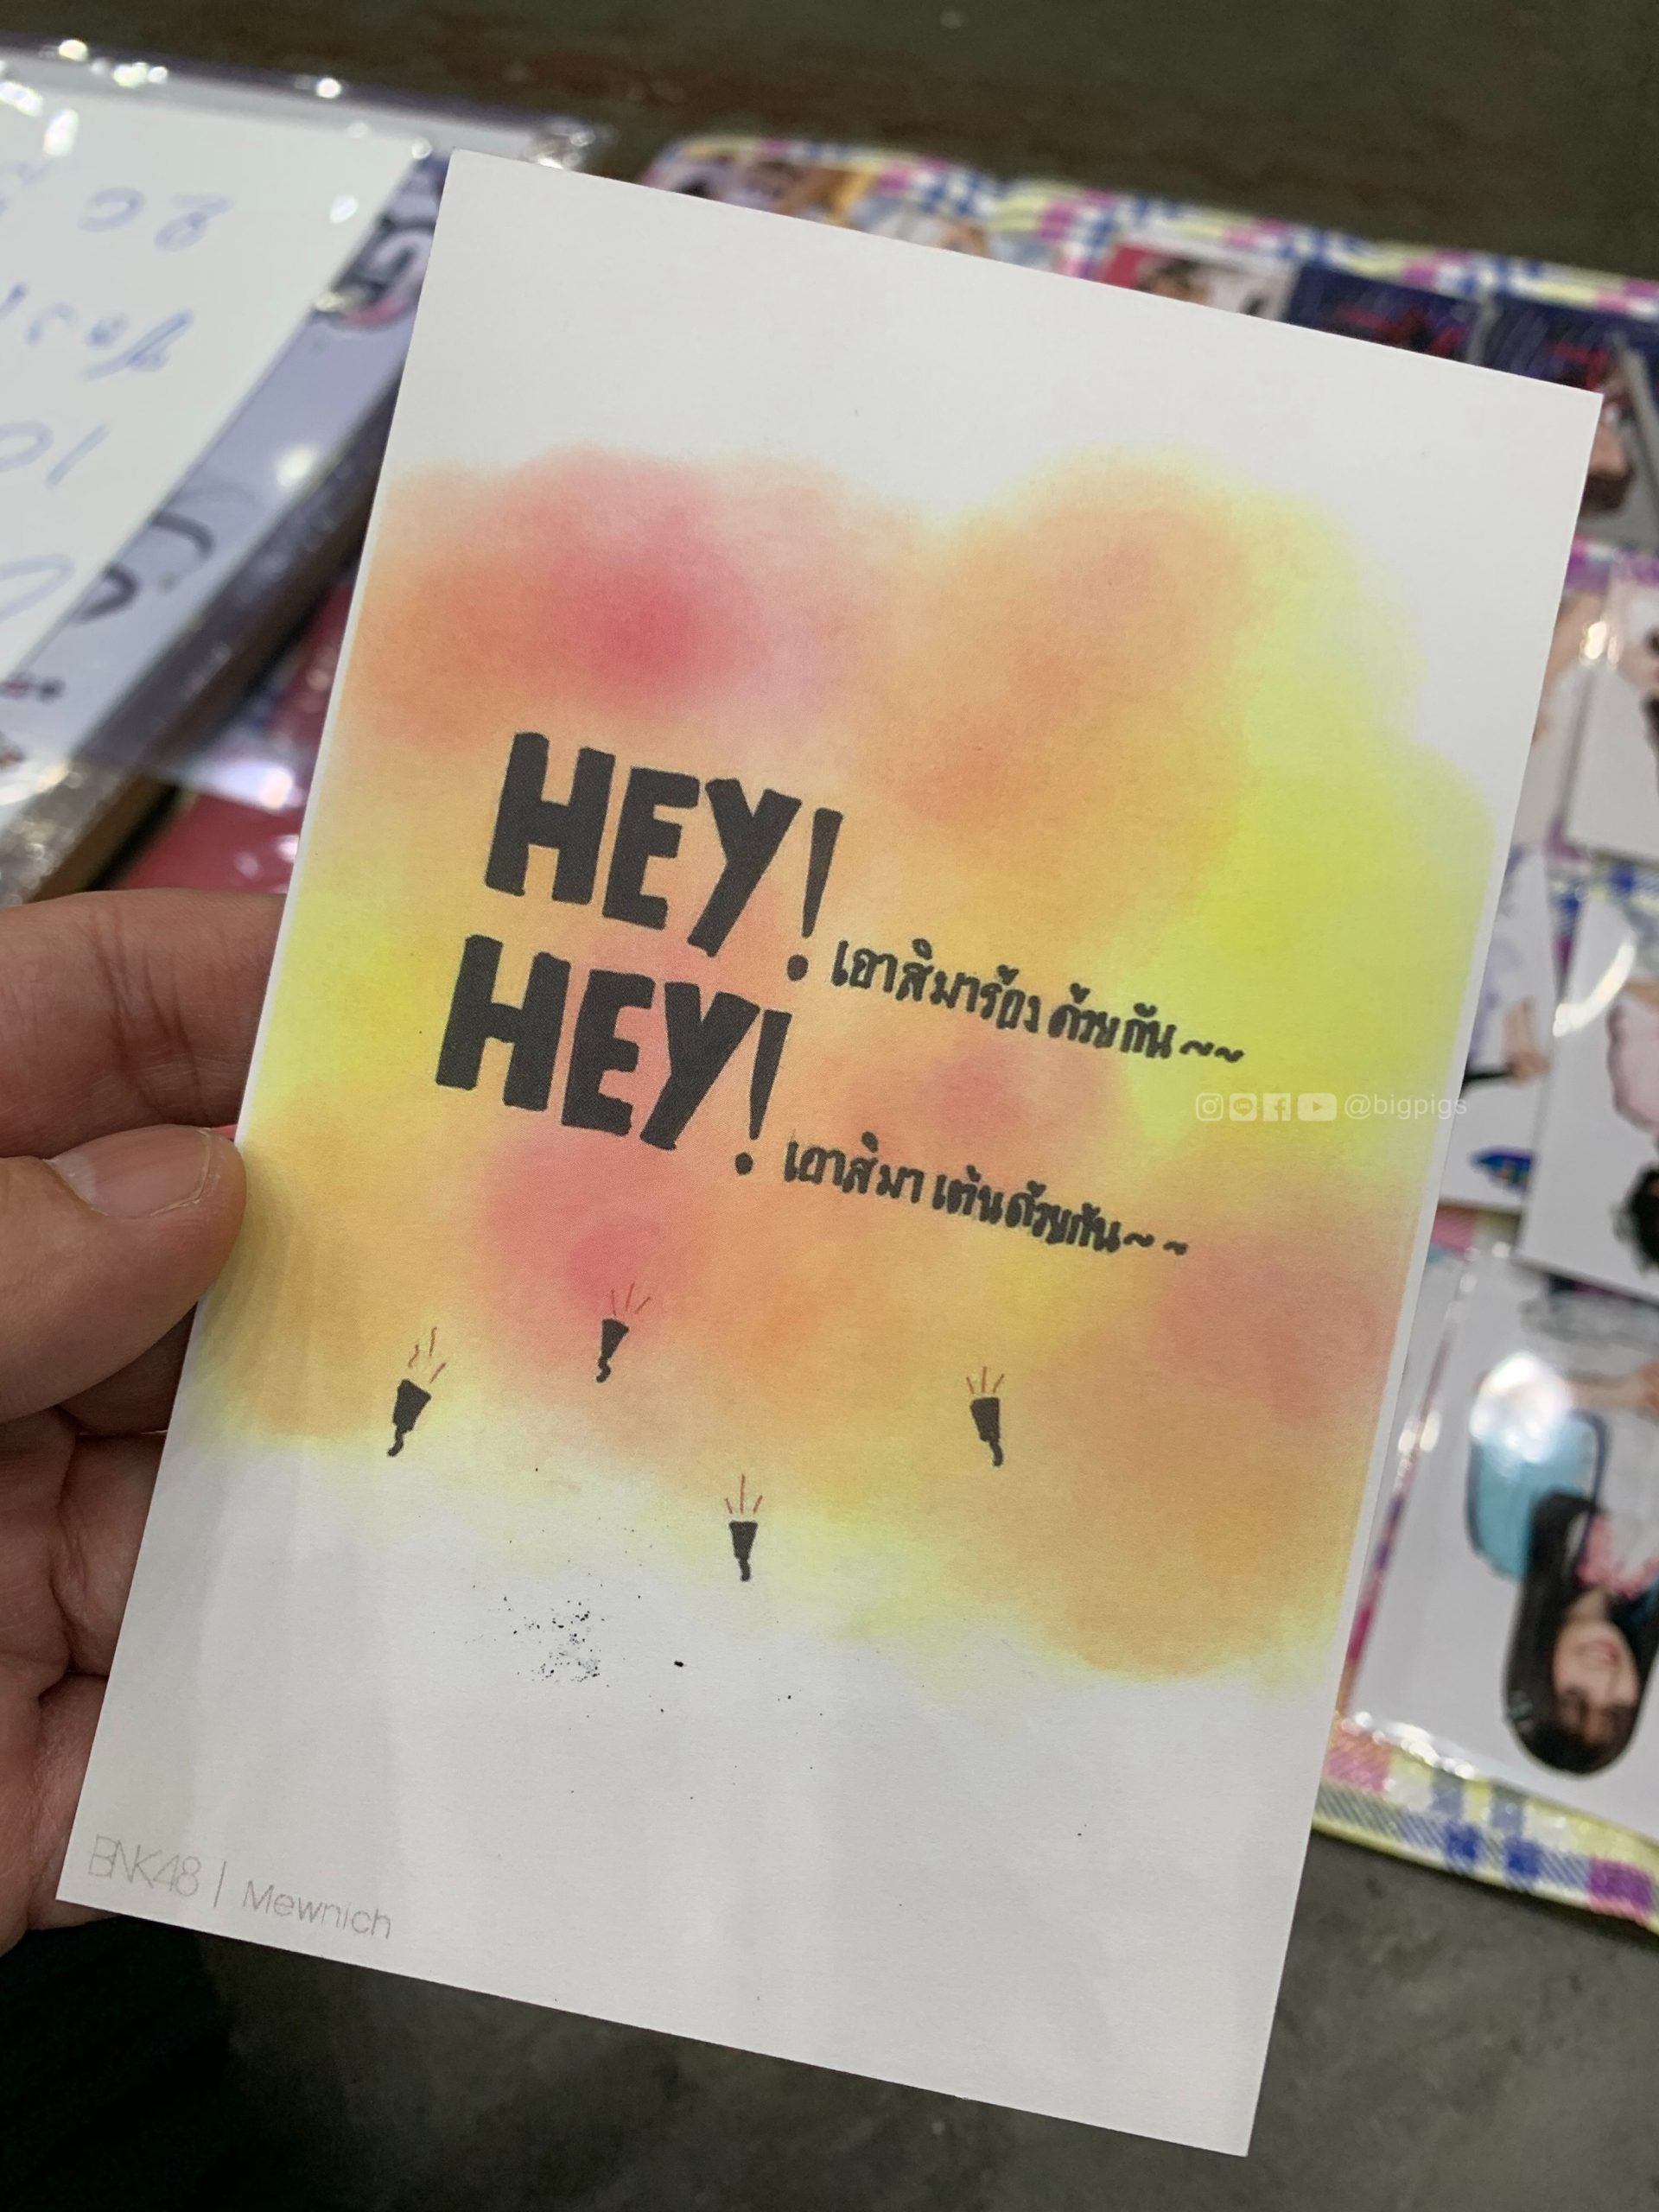 HEY!
เอาสิมาร้องด้วยกัน~~
HEY!
เอาสิมาเต้นด้วยกัน~~
@bigpigs
BNK48 | Mewnich